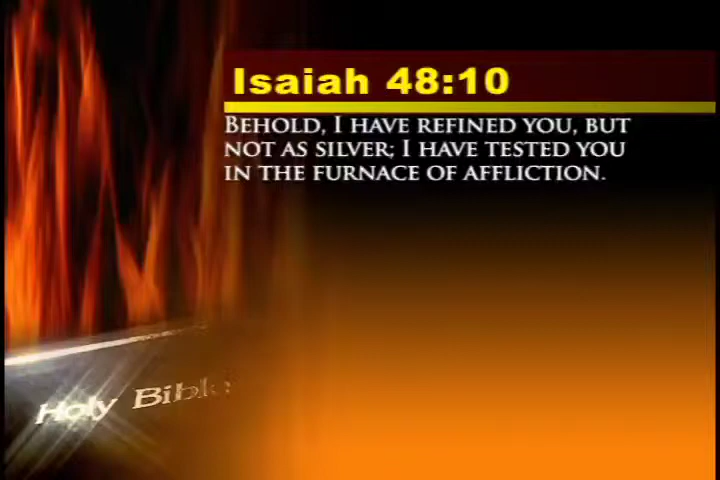 Isaiah 48:10
Behold, I have refined you, but
not as silver; I have tested you
in the furnace of affliction.
Holy Bible